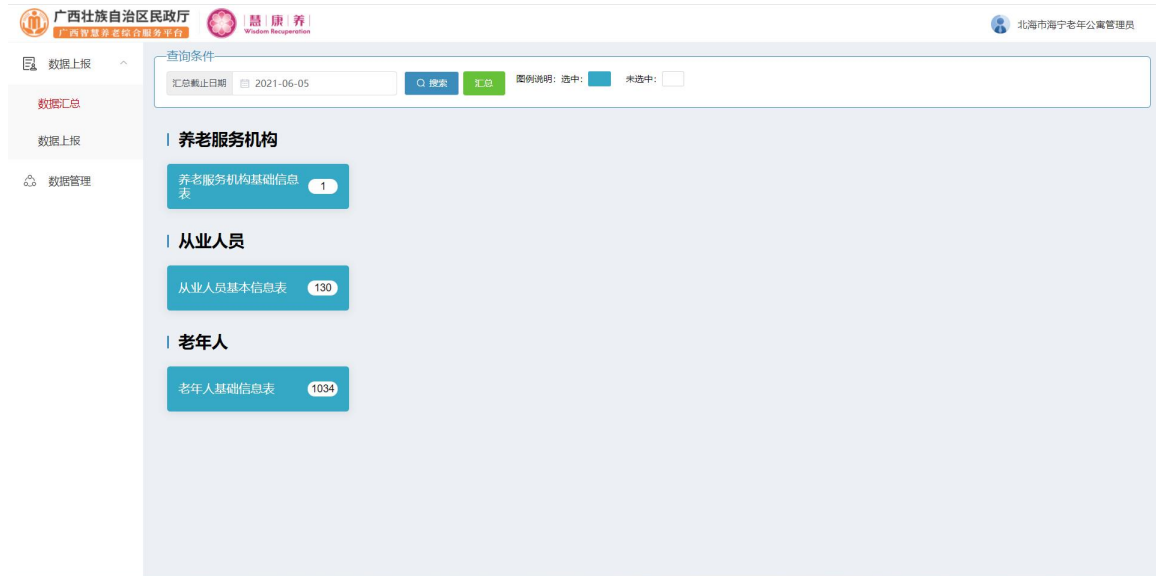 广西壮族自治区民政厅
广西智慧养老综合服务平台
慧 康 养
Wisdom Recuperation
北海市海宁老年公寓管理员
数据上报
数据汇总
数据上报
数据管理
查询条件
汇总截止日期 2021-06-05 搜索 汇总 图例说明：选中： 未选中：
养老服务机构
养老服务机构基础信息
表
1
从业人员
从业人员基本信息表 130
老年人
老年人基础信息表 1034